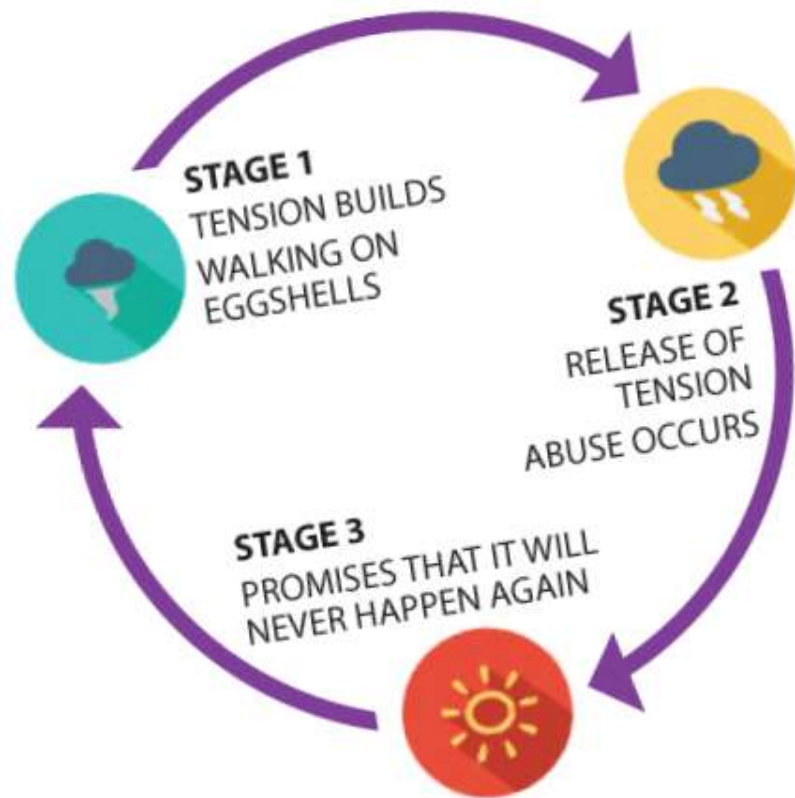 STAGE 1
TENSION BUILDS
WALKING ON
EGGSHELLS
STAGE 2
RELEASE OF
TENSION
ABUSE OCCURS
STAGE 3
PROMISES THAT IT WILL
NEVER HAPPEN AGAIN